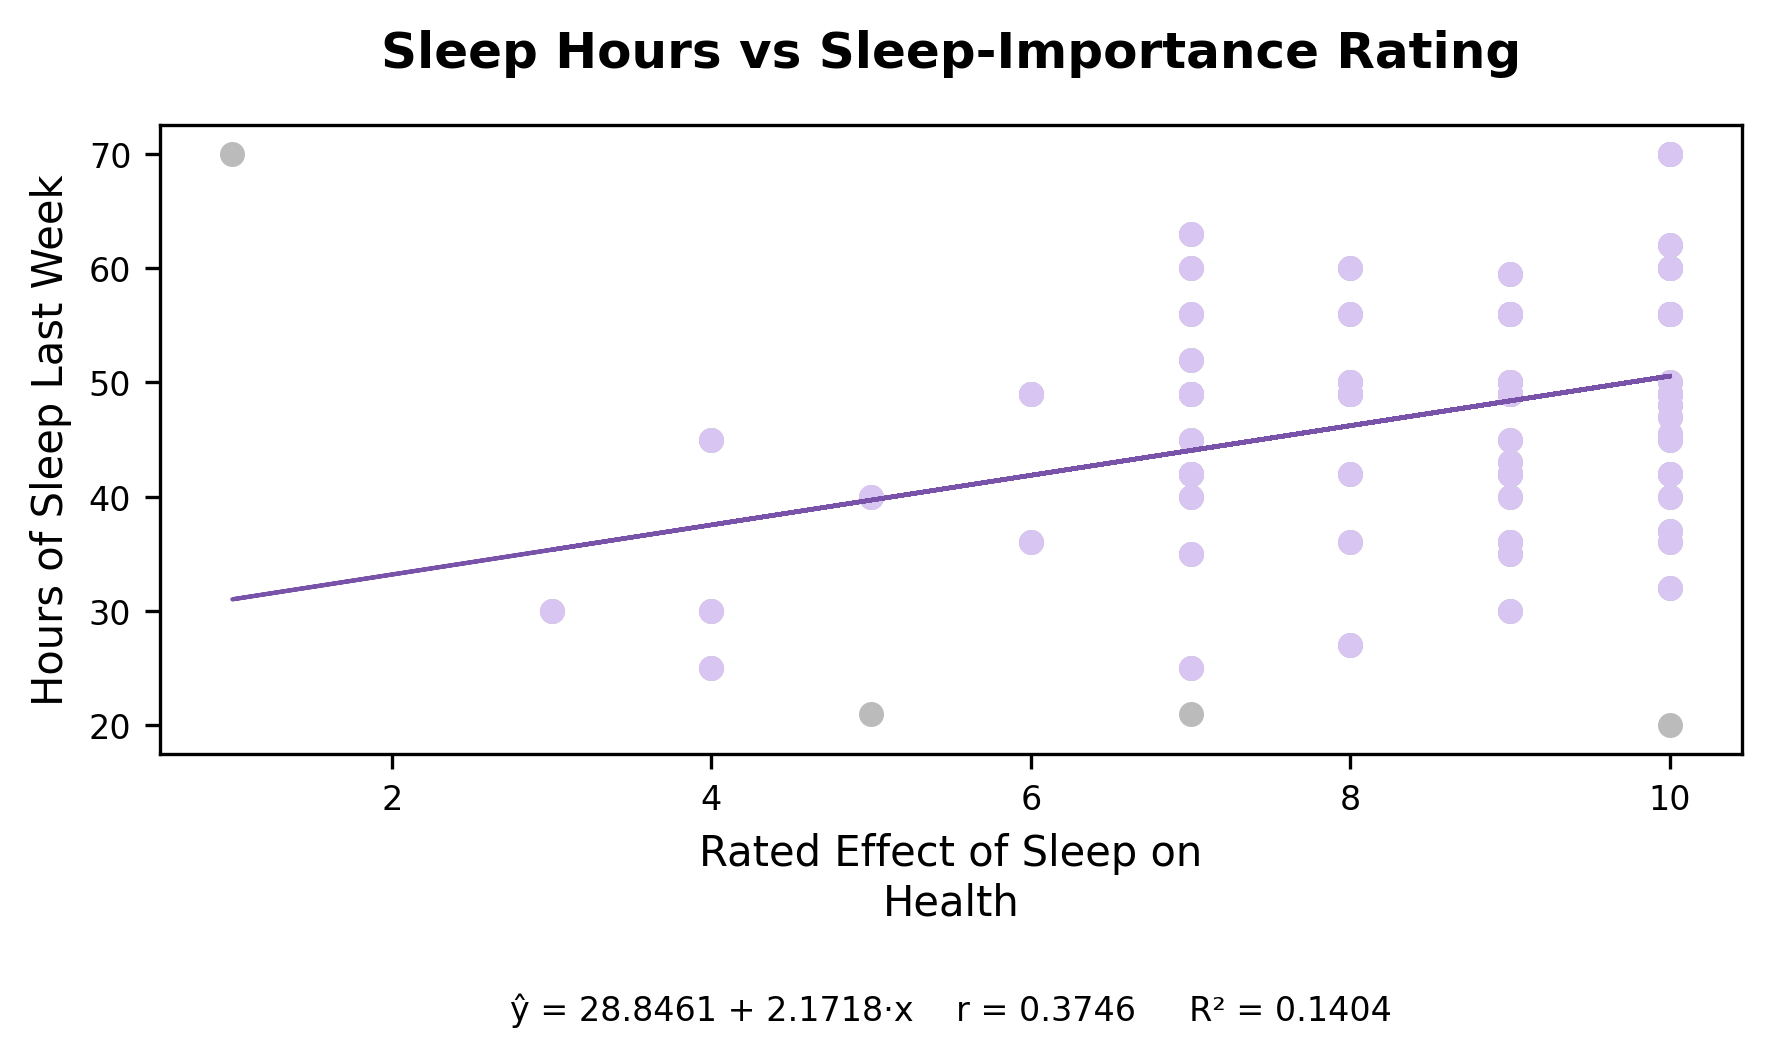 Sleep Hours vs Sleep-Importance Rating
Hours of Sleep Last Week
70
60
50
40
30
20
2 4 6 8 10
Rated Effect of Sleep on
Health
ŷ = 28.8461 + 2.1718·x r = 0.3746 R² = 0.1404